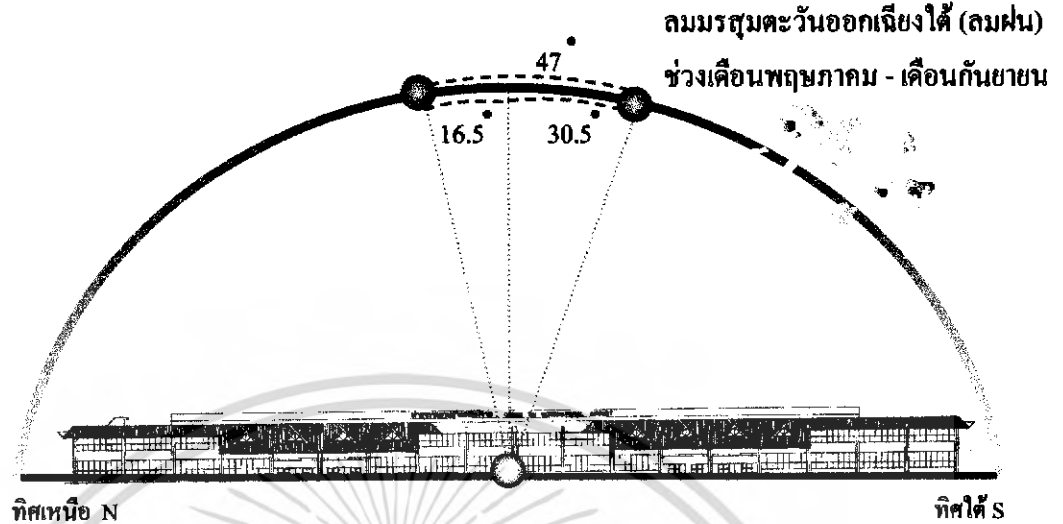 ลมมรสุมตะวันออกเฉียงใต้ (ลมฝน)
ช่วงเดือนพฤษภาคม - เดือนกันยายน
47°
16.5° 30.5°
ทิศเหนือ N ทิศใต้ S